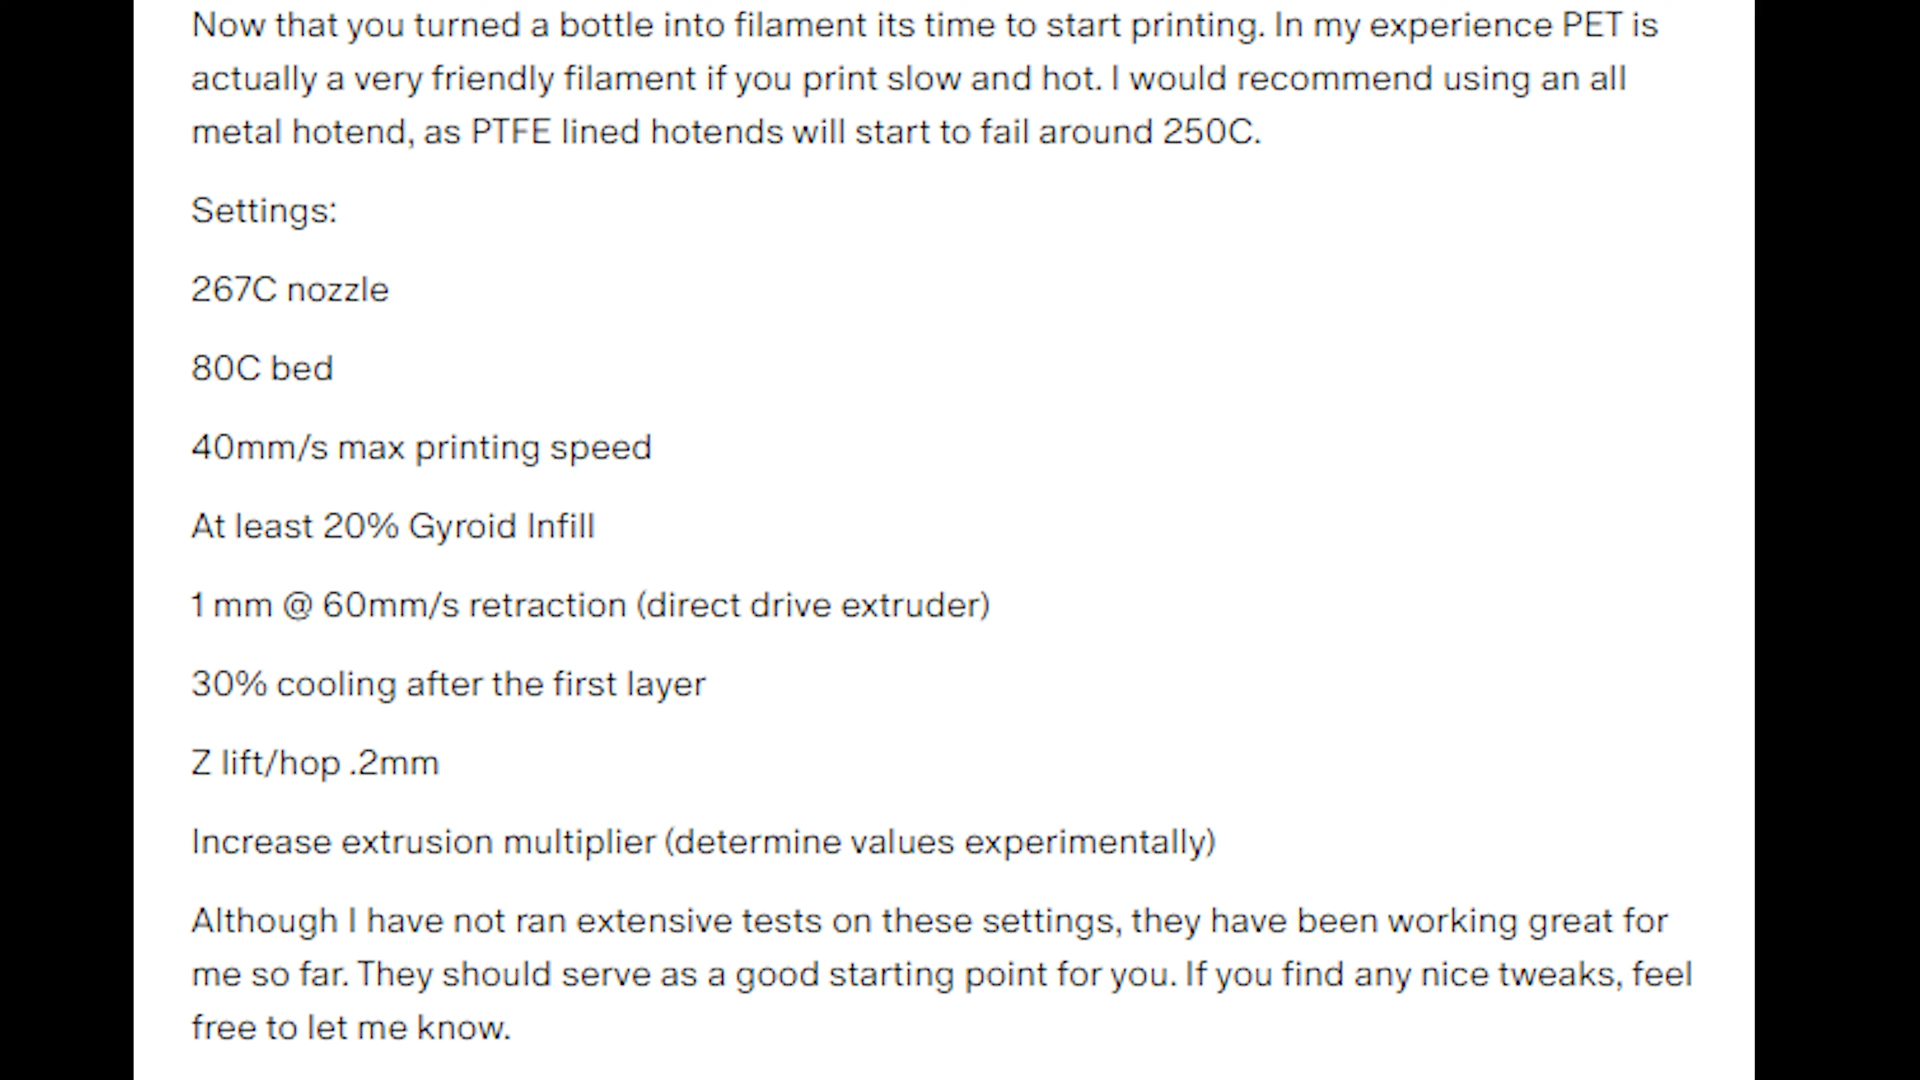 Now that you turned a bottle into filament its time to start printing. In my experience PET is
actually a very friendly filament if you print slow and hot. I would recommend using an all
metal hotend, as PTFE lined hotends will start to fail around 250C.
Settings:
267C nozzle
80C bed
40mm/s max printing speed
At least 20% Gyroid Infill
1 mm @ 60mm/s retraction (direct drive extruder)
30% cooling after the first layer
Z lift/hop .2mm
Increase extrusion multiplier (determine values experimentally)
Although I have not ran extensive tests on these settings, they have been working great for
me so far. They should serve as a good starting point for you. If you find any nice tweaks, feel
free to let me know.